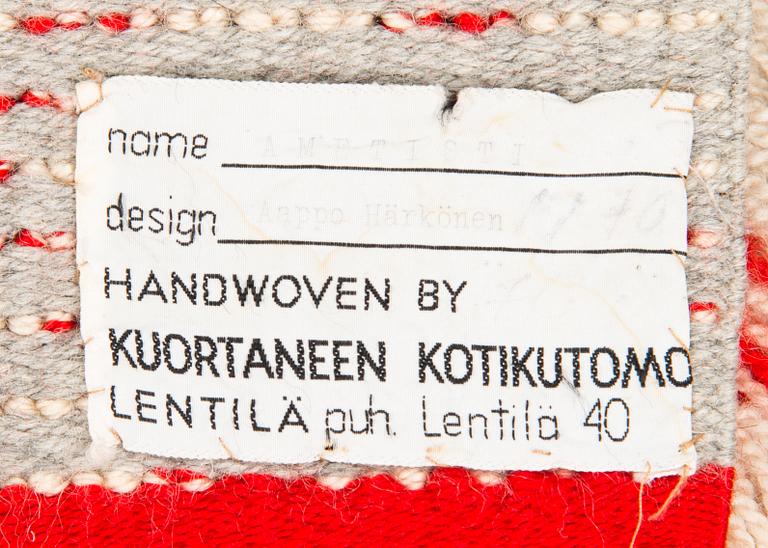 name AMETISTI
design Aappo Härkönen
HANDWOVEN BY
KUORTANEEN KOTIKUTOMO
LENTILÄ puh. Lentilä 40